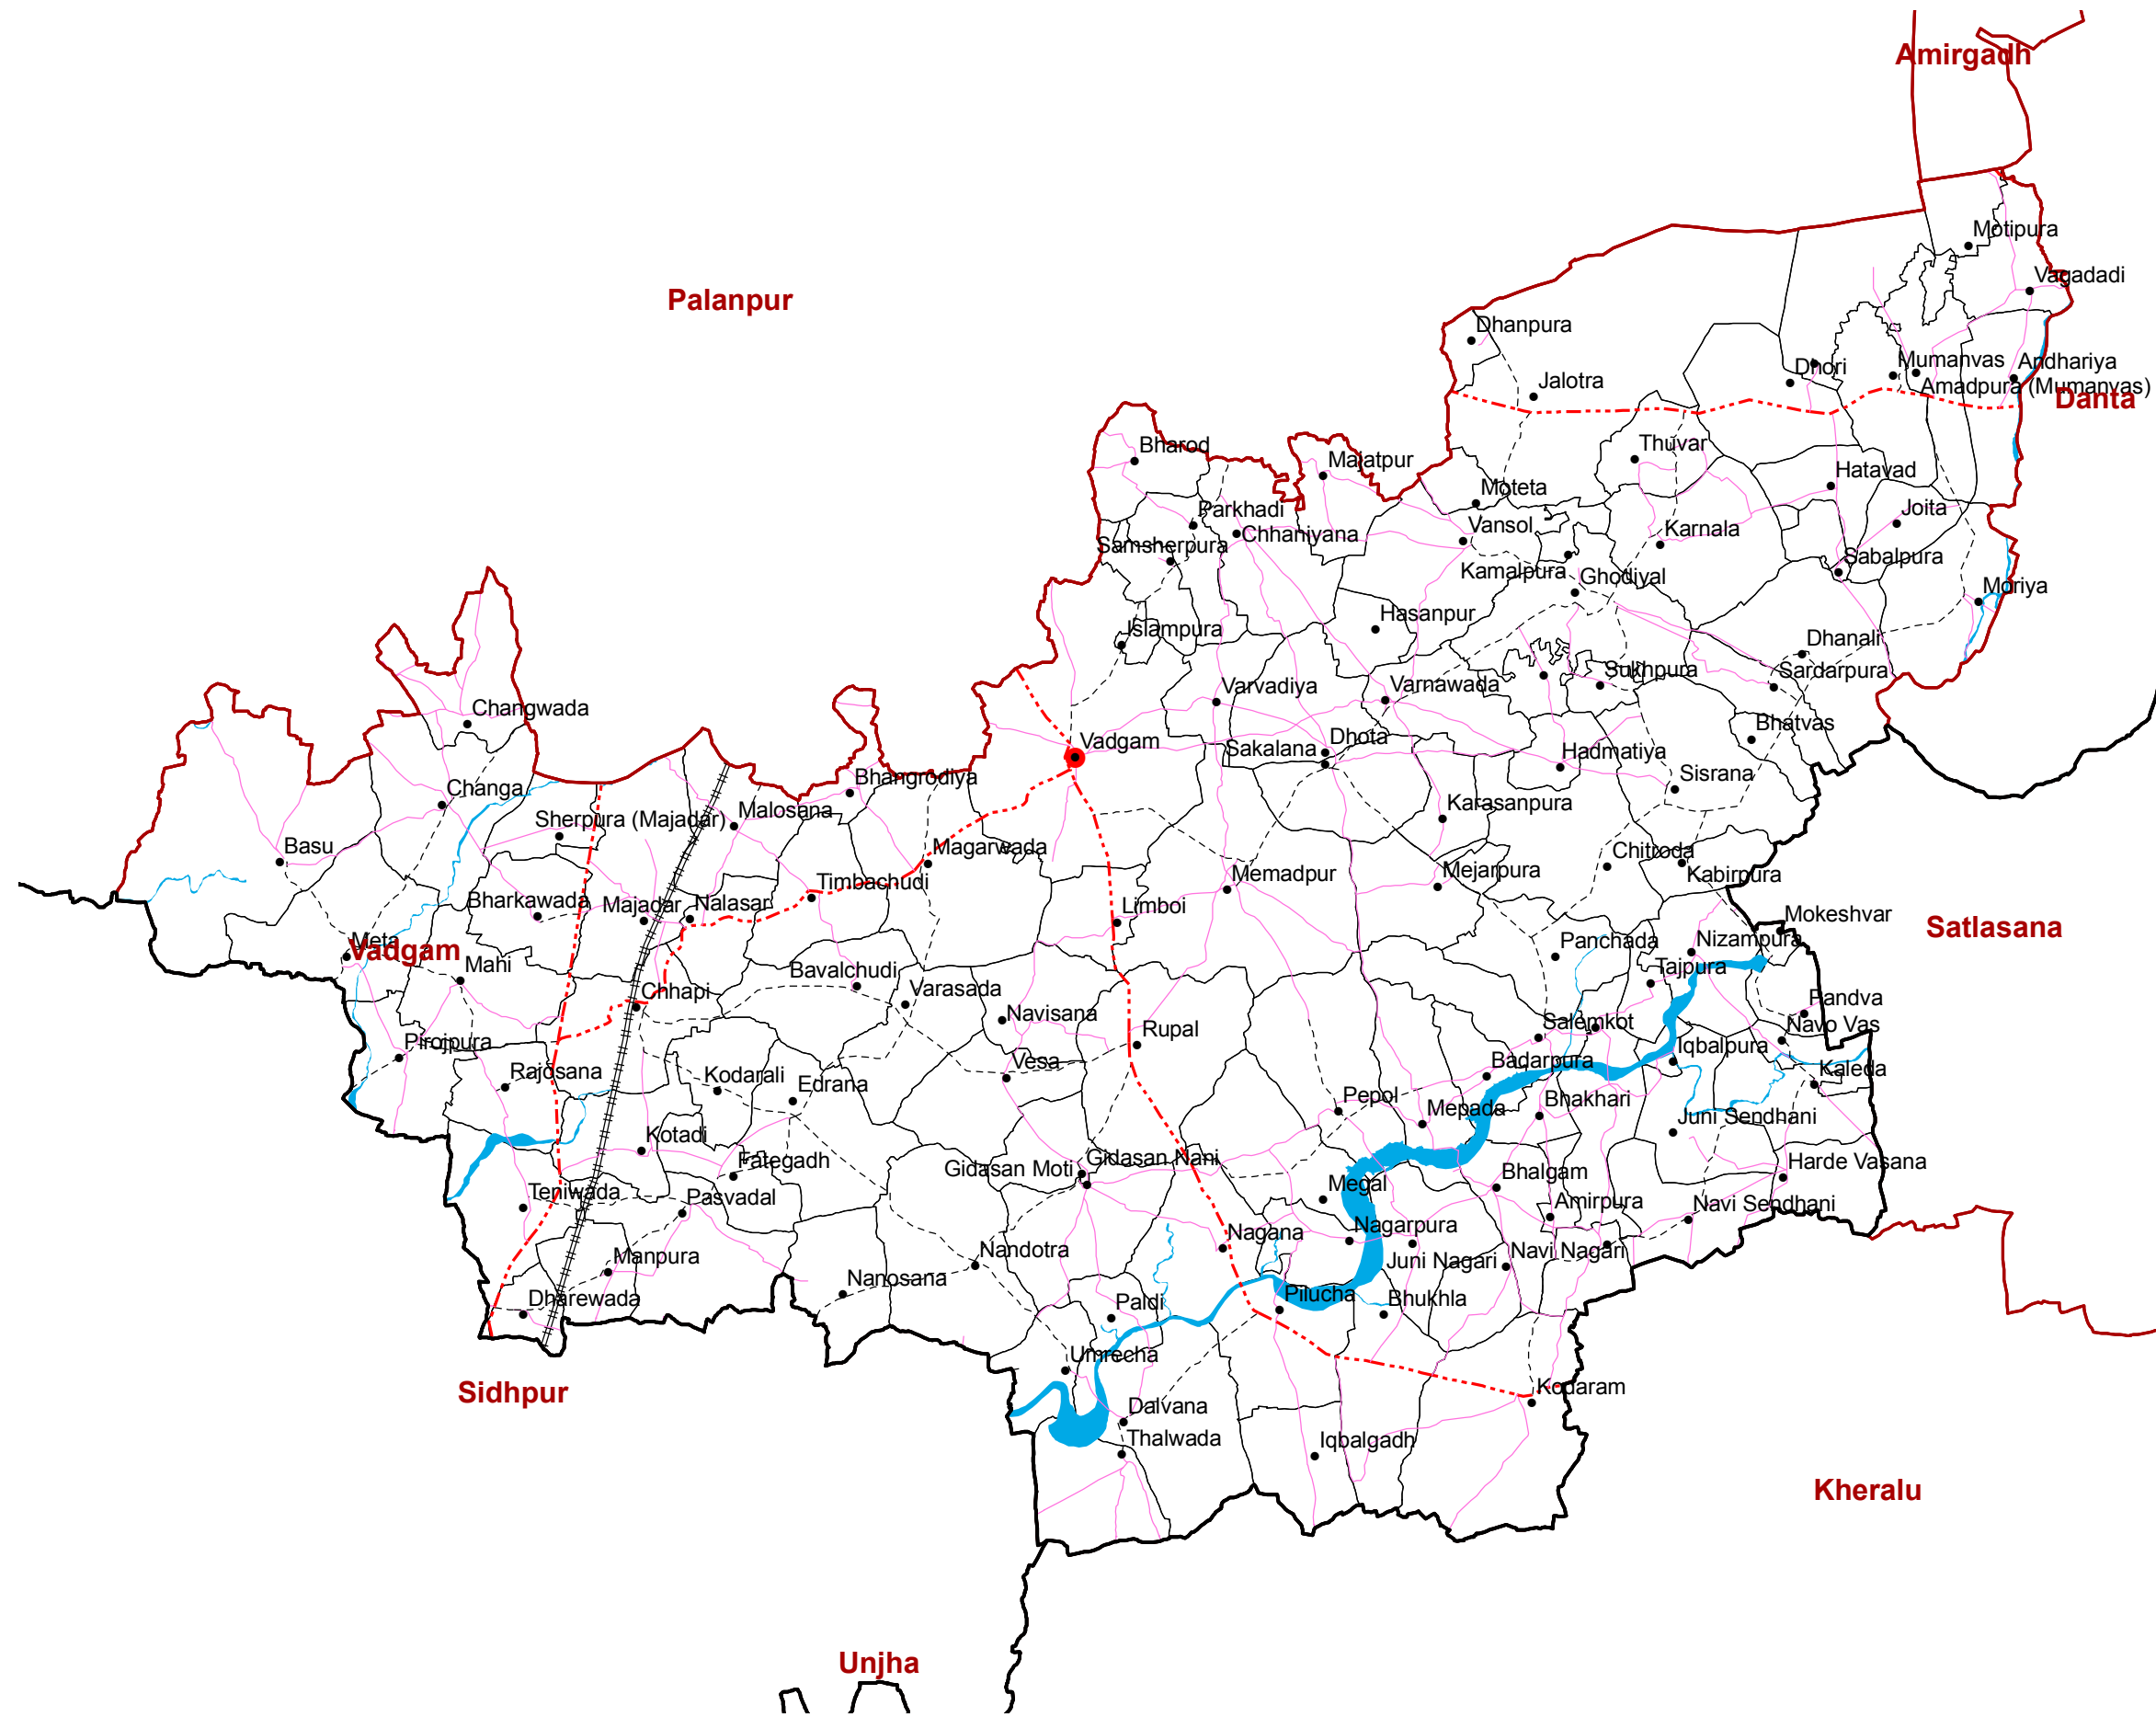 Amirgadh
Motipura
Vagadadi
Palanpur
Dhanpura
Dhori
Mumanvas
Andhariya
Jalotra
Amadpura (Mumanvas)
Danta
Bharod
Thuvar
Majatpur
Hatavad
Moteta
Parkhadi
Joita
Vansol
Karnala
Chhaniyana
Samsherpura
Sabalpura
Kamalpura
Ghodiyal
Moriya
Hasanpur
Islampura
Dhanali
Sukhpura
Sardarpura
Varvadiya
Varnawada
Changwada
Bhatvas
Vadgam
Sakalana
Dhota
Hadmatiya
Sisrana
Bhangrodiya
Changa
Karasanpura
Malosana
Sherpura (Majadar)
Basu
Magarwada
Chitroda
Mejarpura
Kabirpura
Memadpur
Timbachudi
Bharkawada
Majadar
Nalasar
Limboi
Mokeshvar
Satlasana
Meta
Vadgam
Panchada
Nizampura
Mahi
Bavalchudi
Tajpura
Chhapi
Varasada
Pandva
Navisana
Rupal
Salemkot
Navo Vas
Pirojpura
Iqbalpura
Vesa
Badarpura
Kaleda
Rajosana
Kodarali
Edrana
Pepol
Mepada
Bhakhari
Juni Sendhani
Kotadi
Fategadh
Gidasan Moti
Gidasan Nani
Harde Vasana
Bhalgam
Megal
Teniwada
Pasvadal
Amirpura
Navi Sendhani
Nagana
Nagarpura
Manpura
Nandotra
Juni Nagari
Navi Nagari
Nanosana
Pilucha
Bhukhla
Dharewada
Paldi
Umrecha
Sidhpur
Kodaram
Dalvana
Thalwada
Iqbalgadh
Kheralu
Unjha